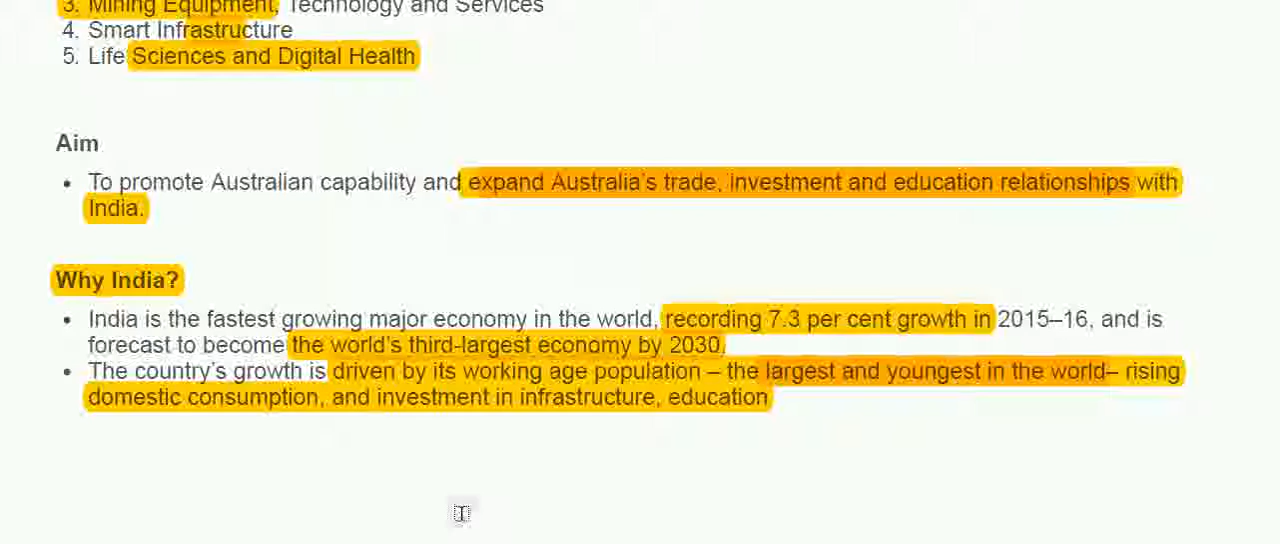 3. Mining Equipment, Technology and Services
4. Smart Infrastructure
5. Life Sciences and Digital Health
Aim
• To promote Australian capability and expand Australia's trade, investment and education relationships with
India.
Why India?
• India is the fastest growing major economy in the world, recording 7.3 per cent growth in 2015–16, and is
forecast to become the world's third-largest economy by 2030.
• The country's growth is driven by its working age population – the largest and youngest in the world– rising
domestic consumption, and investment in infrastructure, education